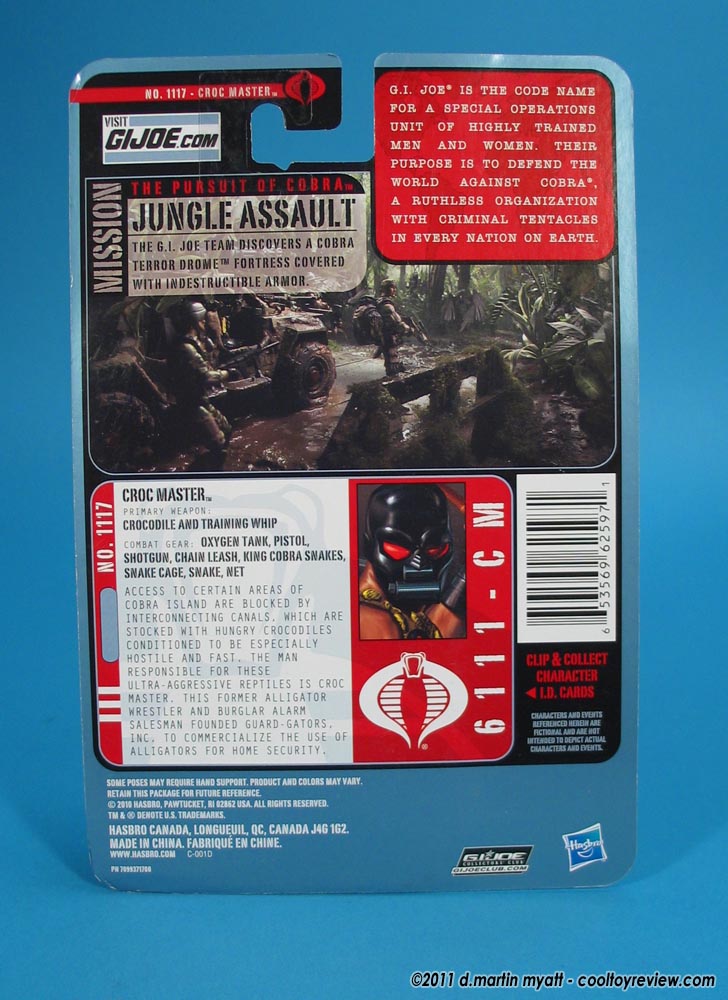 NO. 1117 - CROC MASTER™
VISIT
GIJOE.COM
MISSION
THE PURSUIT OF COBRA™
JUNGLE ASSAULT
THE G.I. JOE TEAM DISCOVERS A COBRA
TERROR DROME™ FORTRESS COVERED
WITH INDESTRUCTIBLE ARMOR.
G.I. JOE® IS THE CODE NAME
FOR A SPECIAL OPERATIONS
UNIT OF HIGHLY TRAINED
MEN AND WOMEN. THEIR
PURPOSE IS TO DEFEND THE
WORLD AGAINST COBRA®,
A RUTHLESS ORGANIZATION
WITH CRIMINAL TENTACLES
IN EVERY NATION ON EARTH.
NO. 1117
CROC MASTER™
PRIMARY WEAPON:
CROCODILE AND TRAINING WHIP
COMBAT GEAR: OXYGEN TANK, PISTOL,
SHOTGUN, CHAIN LEASH, KING COBRA SNAKES,
SNAKE CAGE, SNAKE, NET
ACCESS TO CERTAIN AREAS OF
COBRA ISLAND ARE BLOCKED BY
INTERCONNECTING CANALS, WHICH ARE
STOCKED WITH HUNGRY CROCODILES
CONDITIONED TO BE ESPECIALLY
HOSTILE AND FAST. THE MAN
RESPONSIBLE FOR THESE
ULTRA-AGGRESSIVE REPTILES IS CROC
MASTER. THIS FORMER ALLIGATOR
WRESTLER AND BURGLAR ALARM
SALESMAN FOUNDED GUARD-GATORS,
INC. TO COMMERCIALIZE THE USE OF
ALLIGATORS FOR HOME SECURITY.
®
6111-CM
6 53569 62597 1
CLIP & COLLECT
CHARACTER
◄ I.D. CARDS
CHARACTERS AND EVENTS
REFERENCED HEREIN ARE
FICTIONAL AND ARE NOT
INTENDED TO DEPICT ACTUAL
CHARACTERS AND EVENTS.
SOME POSES MAY REQUIRE HAND SUPPORT. PRODUCT AND COLORS MAY VARY.
RETAIN THIS PACKAGE FOR FUTURE REFERENCE.
© 2010 HASBRO, PAWTUCKET, RI 02862 USA. ALL RIGHTS RESERVED.
TM & ® DENOTE U.S. TRADEMARKS.
HASBRO CANADA, LONGUEUIL, QC, CANADA J4G 1G2.
MADE IN CHINA. FABRIQUÉ EN CHINE.
WWW.HASBRO.COM C-001D
PN 7099371700
G.I. JOE
COLLECTORS' CLUB
GIJOECLUB.COM
Hasbro
©2011 d.martin myatt - cooltoyreview.com